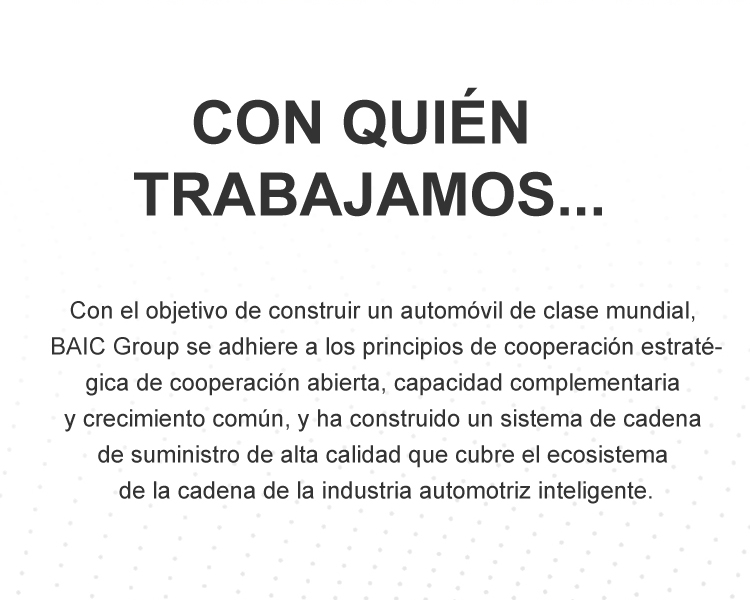 CON QUIÉN
TRABAJAMOS...
Con el objetivo de construir un automóvil de clase mundial,
BAIC Group se adhiere a los principios de cooperación estraté-
gica de cooperación abierta, capacidad complementaria
y crecimiento común, y ha construido un sistema de cadena
de suministro de alta calidad que cubre el ecosistema
de la cadena de la industria automotriz inteligente.